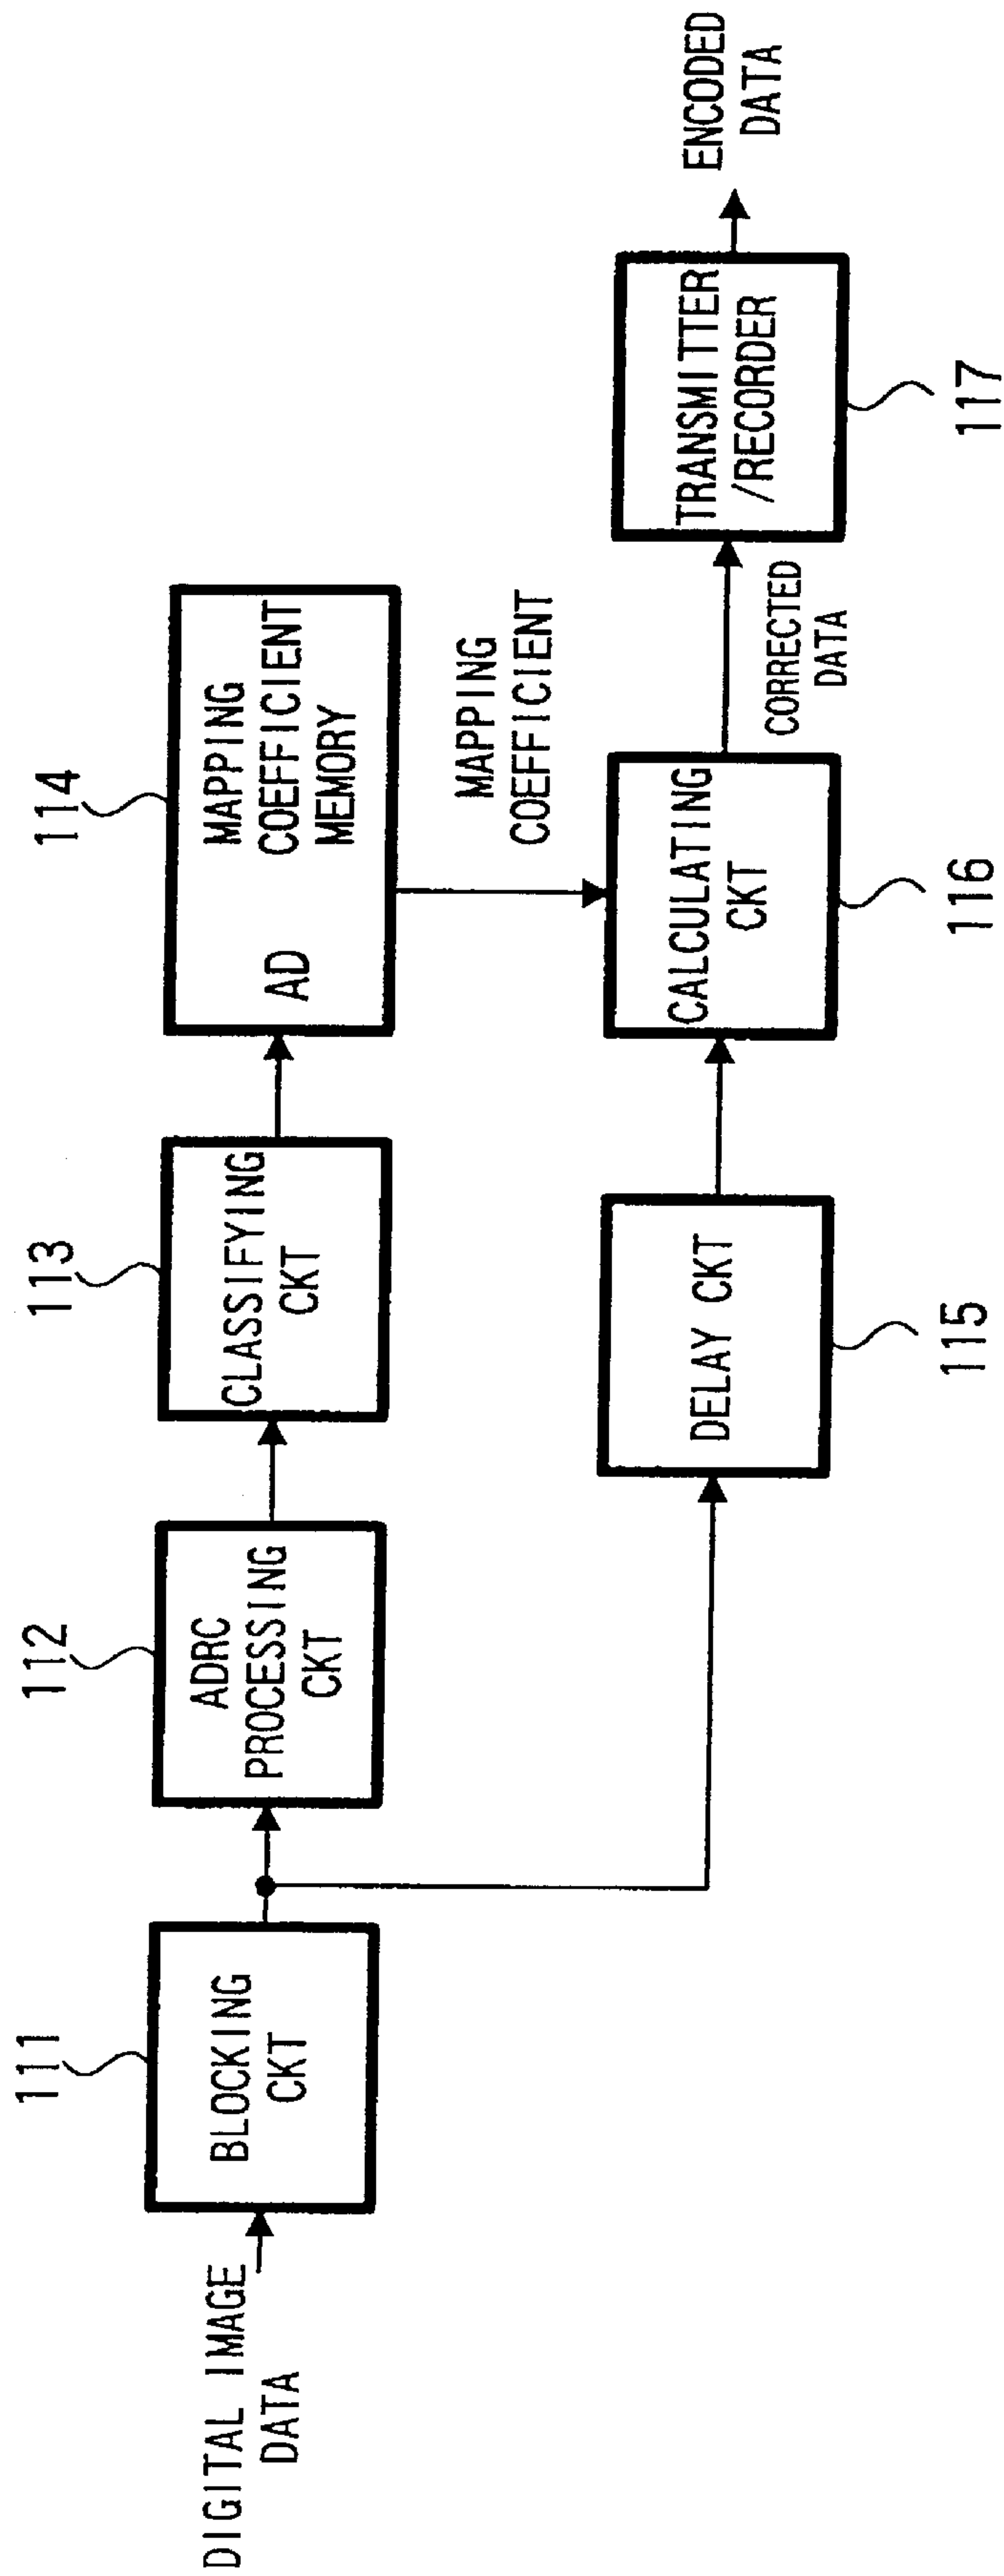 DIGITAL IMAGE
DATA
111
BLOCKING
CKT
112
ADRC
PROCESSING
CKT
113
CLASSIFYING
CKT
114
AD
MAPPING
COEFFICIENT
MEMORY
MAPPING
COEFFICIENT
DELAY CKT
115
CALCULATING
CKT
116
CORRECTED
DATA
TRANSMITTER
/RECORDER
117
ENCODED
DATA